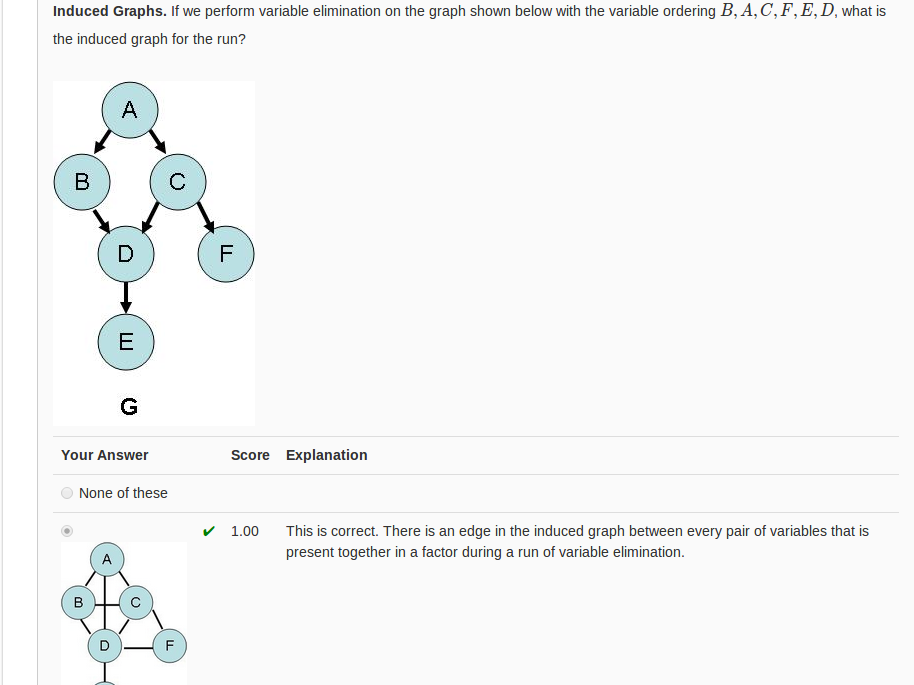 Induced Graphs. If we perform variable elimination on the graph shown below with the variable ordering B, A, C, F, E, D, what is
the induced graph for the run?
A
B C
D F
E
G
Your Answer Score Explanation
None of these
✔ 1.00 This is correct. There is an edge in the induced graph between every pair of variables that is
present together in a factor during a run of variable elimination.
A
B C
D F